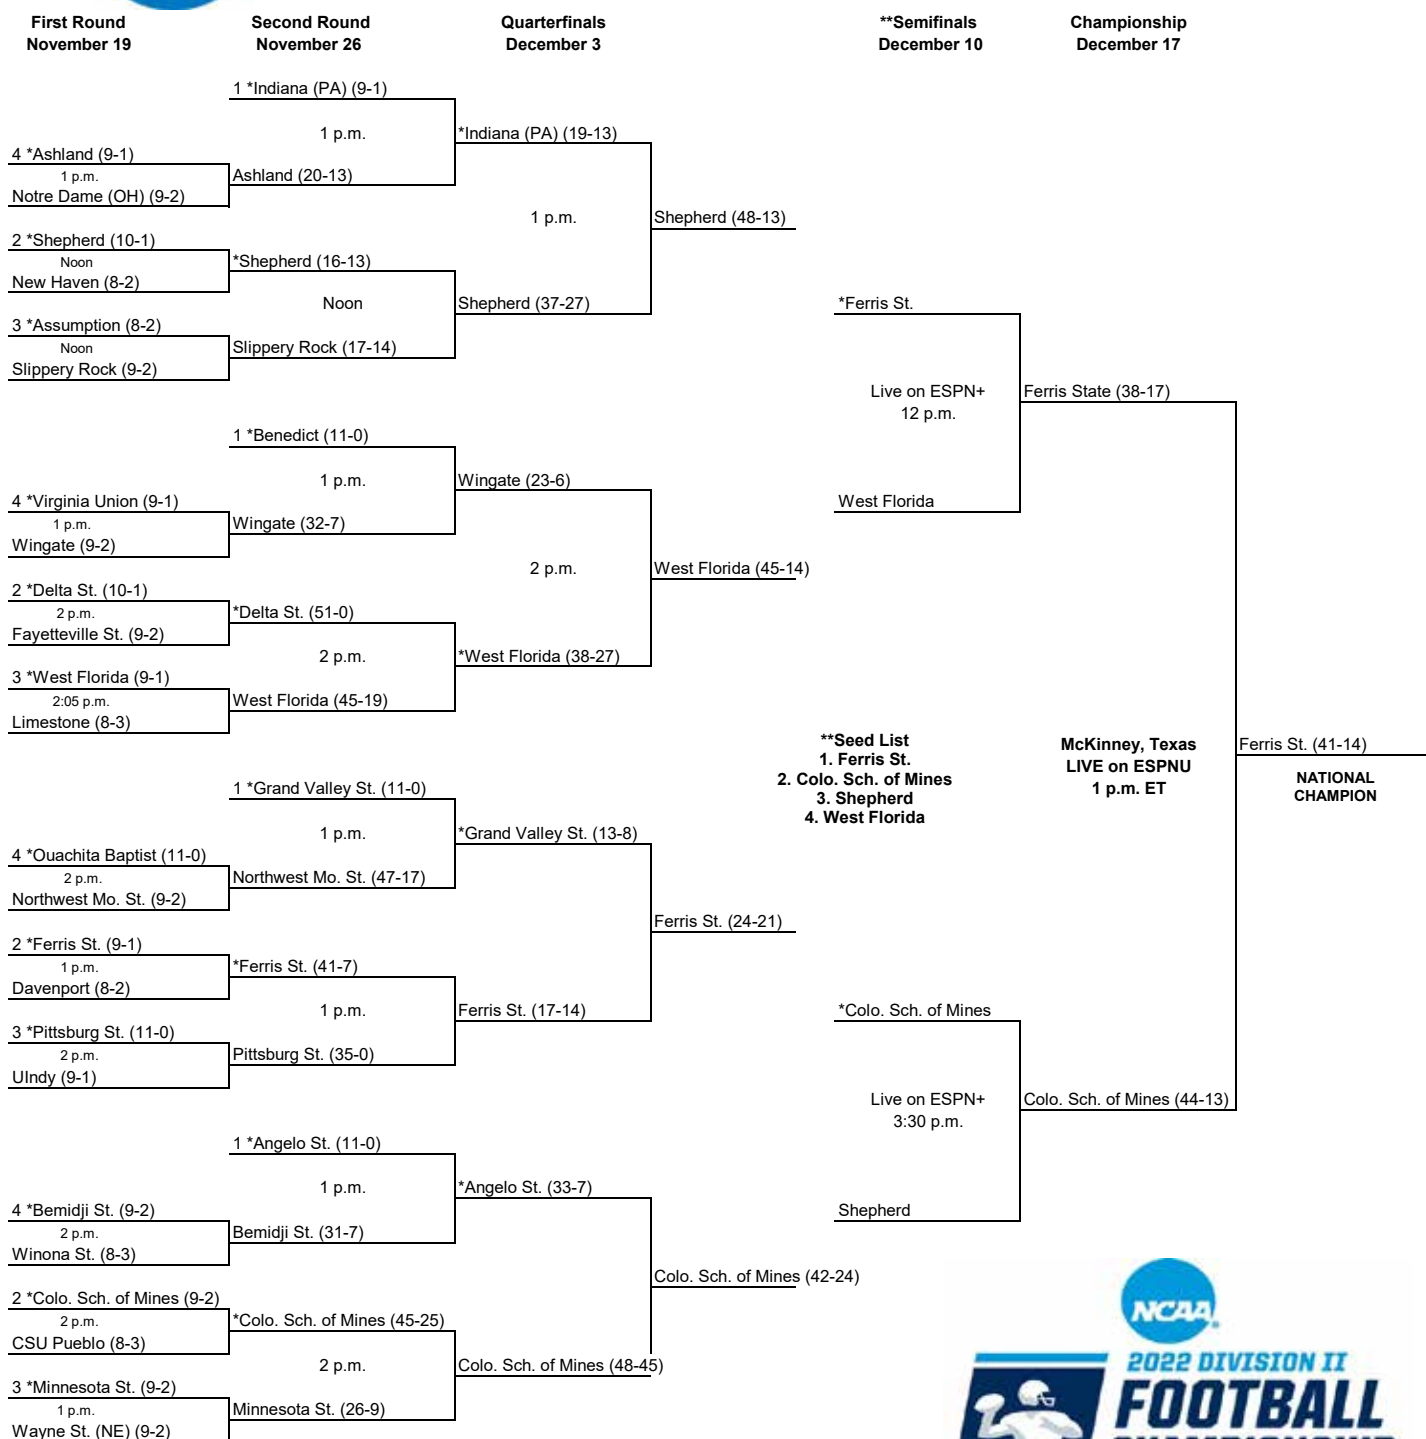 First Round
November 19
Second Round
November 26
Quarterfinals
December 3
**Semifinals
December 10
Championship
December 17
1 *Indiana (PA) (9-1)
1 p.m.
*Indiana (PA) (19-13)
4 *Ashland (9-1)
1 p.m.
Ashland (20-13)
Notre Dame (OH) (9-2)
1 p.m.
Shepherd (48-13)
2 *Shepherd (10-1)
Noon
*Shepherd (16-13)
New Haven (8-2)
Noon
Shepherd (37-27)
3 *Assumption (8-2)
Noon
Slippery Rock (17-14)
Slippery Rock (9-2)
*Ferris St.
Live on ESPN+
12 p.m.
Ferris State (38-17)
West Florida
1 *Benedict (11-0)
1 p.m.
Wingate (23-6)
4 *Virginia Union (9-1)
1 p.m.
Wingate (32-7)
Wingate (9-2)
2 p.m.
West Florida (45-14)
2 *Delta St. (10-1)
2 p.m.
*Delta St. (51-0)
Fayetteville St. (9-2)
2 p.m.
*West Florida (38-27)
3 *West Florida (9-1)
2:05 p.m.
West Florida (45-19)
Limestone (8-3)
**Seed List
1. Ferris St.
2. Colo. Sch. of Mines
3. Shepherd
4. West Florida
McKinney, Texas
LIVE on ESPNU
1 p.m. ET
Ferris St. (41-14)
NATIONAL
CHAMPION
1 *Grand Valley St. (11-0)
1 p.m.
*Grand Valley St. (13-8)
4 *Ouachita Baptist (11-0)
2 p.m.
Northwest Mo. St. (47-17)
Northwest Mo. St. (9-2)
Ferris St. (24-21)
2 *Ferris St. (9-1)
1 p.m.
*Ferris St. (41-7)
Davenport (8-2)
1 p.m.
Ferris St. (17-14)
3 *Pittsburg St. (11-0)
2 p.m.
Pittsburg St. (35-0)
UIndy (9-1)
*Colo. Sch. of Mines
Live on ESPN+
3:30 p.m.
Colo. Sch. of Mines (44-13)
Shepherd
1 *Angelo St. (11-0)
1 p.m.
*Angelo St. (33-7)
4 *Bemidji St. (9-2)
2 p.m.
Bemidji St. (31-7)
Winona St. (8-3)
Colo. Sch. of Mines (42-24)
2 *Colo. Sch. of Mines (9-2)
2 p.m.
*Colo. Sch. of Mines (45-25)
CSU Pueblo (8-3)
2 p.m.
Colo. Sch. of Mines (48-45)
3 *Minnesota St. (9-2)
1 p.m.
Minnesota St. (26-9)
Wayne St. (NE) (9-2)
NCAA
2022 DIVISION II
FOOTBALL
CHAMPIONSHIP